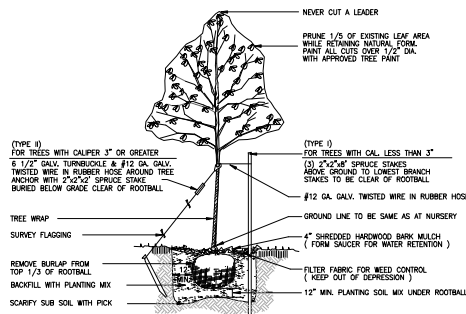 NEVER CUT A LEADER
PRUNE 1/5 OF EXISTING LEAF AREA
WHILE RETAINING NATURAL FORM.
PAINT ALL CUTS OVER 1/2" DIA.
WITH APPROVED TREE PAINT
(TYPE II)
FOR TREES WITH CALIPER 3" OR GREATER
6 1/2" GALV. TURNBUCKLE & #12 GA. GALV.
TWISTED WIRE IN RUBBER HOSE AROUND TREE
ANCHOR WITH 2"x2"x2' SPRUCE STAKE
BURIED BELOW GRADE CLEAR OF ROOTBALL
TREE WRAP
SURVEY FLAGGING
REMOVE BURLAP FROM
TOP 1/3 OF ROOTBALL
BACKFILL WITH PLANTING MIX
SCARIFY SUB SOIL WITH PICK
(TYPE I)
FOR TREES WITH CAL. LESS THAN 3"
(3) 2"x2"x8' SPRUCE STAKES
ABOVE GROUND TO LOWEST BRANCH
STAKES TO BE CLEAR OF ROOTBALL
#12 GA. GALV. TWISTED WIRE IN RUBBER HOSE
GROUND LINE TO BE SAME AS AT NURSERY
4" SHREDDED HARDWOOD BARK MULCH
( FORM SAUCER FOR WATER RETENTION )
FILTER FABRIC FOR WEED CONTROL
( KEEP OUT OF DEPRESSION )
12" MIN. PLANTING SOIL MIX UNDER ROOTBALL
12"
MIN